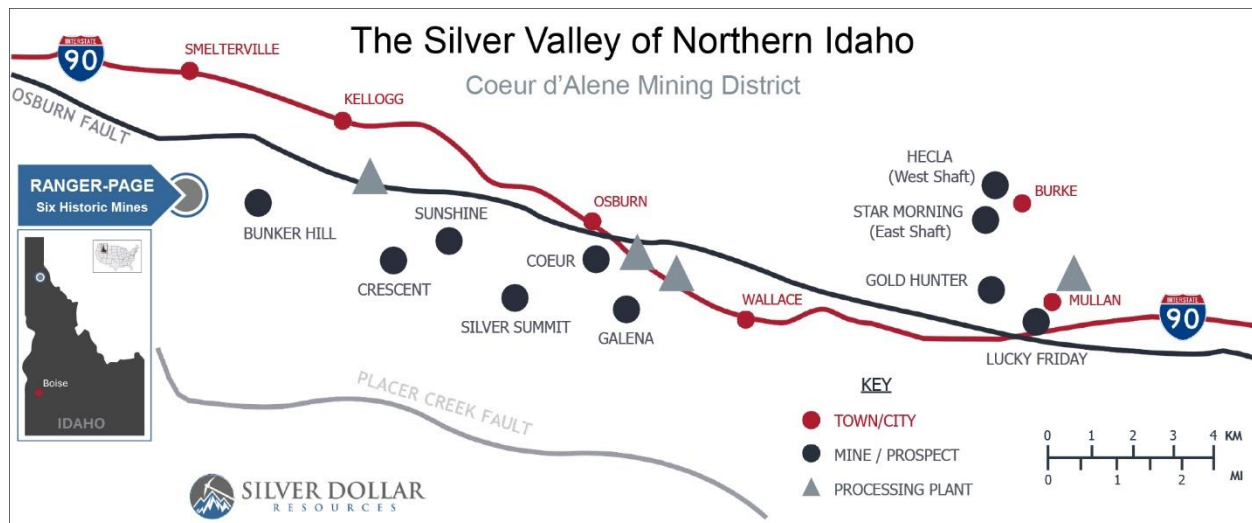 The Silver Valley of Northern Idaho
Coeur d'Alene Mining District
INTERSTATE
90
SMELTERVILLE
KELLOGG
OSBURN FAULT
RANGER-PAGE
Six Historic Mines
BUNKER HILL
SUNSHINE
CRESCENT
SILVER SUMMIT
OSBURN
COEUR
GALENA
WALLACE
HECLA
(West Shaft)
BURKE
STAR MORNING
(East Shaft)
GOLD HUNTER
MULLAN
LUCKY FRIDAY
INTERSTATE
90
Boise
IDAHO
PLACER CREEK FAULT
SILVER DOLLAR
RESOURCES
KEY
TOWN/CITY
MINE / PROSPECT
PROCESSING PLANT
0 1 2 3 4 KM
0 1 2 MI